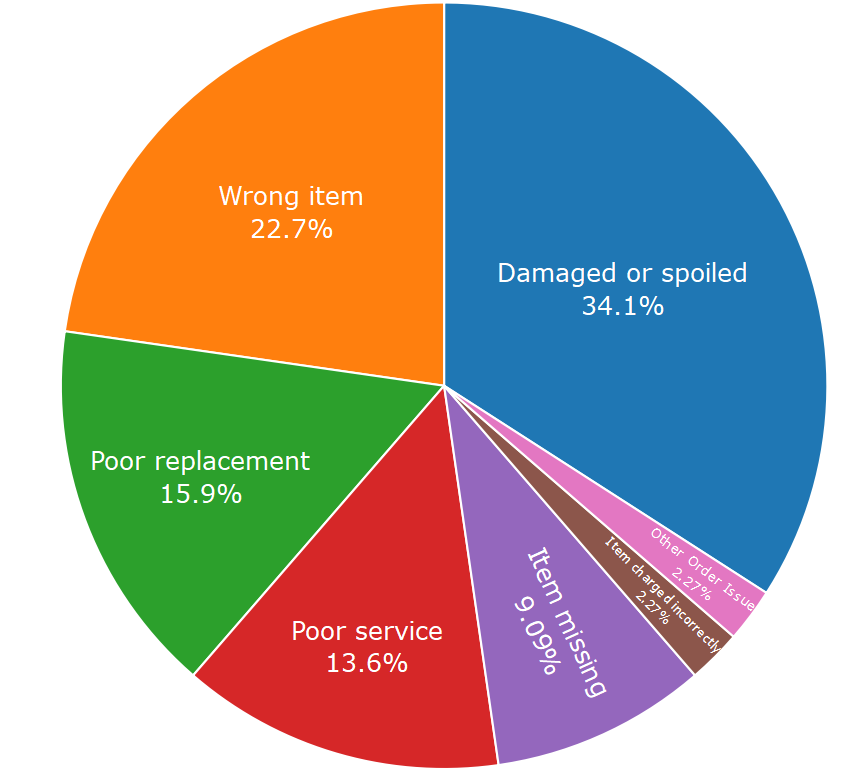 Wrong item
22.7%
Damaged or spoiled
34.1%
Poor replacement
15.9%
Poor service
13.6%
Item missing
9.09%
Item charged incorrectly
2.27%
Other Order Issue
2.27%